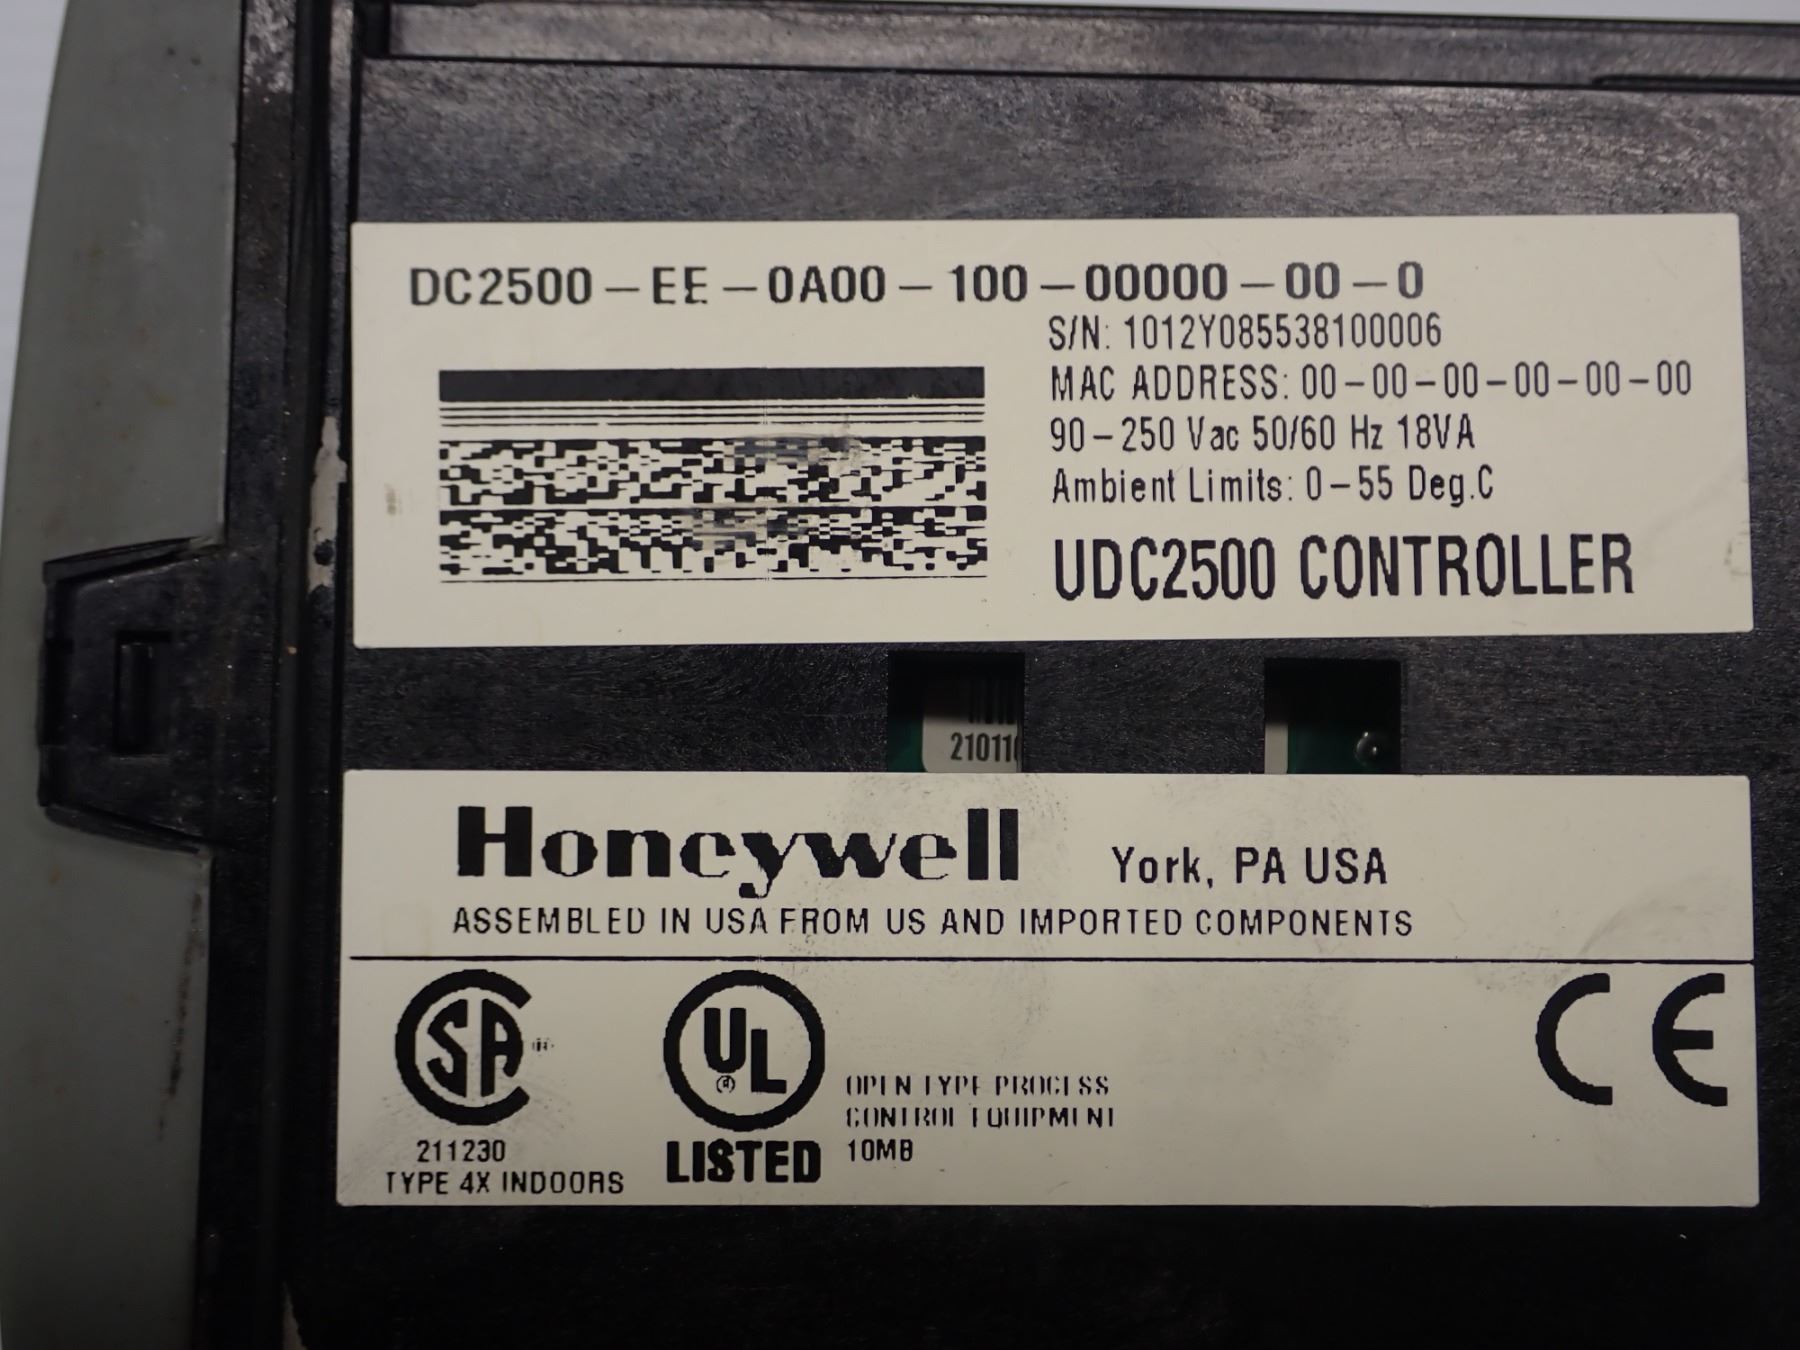 DC2500-EE-0A00-100-00000-00-0
S/N: 1012Y085538100006
MAC ADDRESS: 00-00-00-00-00-00
90-250 Vac 50/60 Hz 18VA
Ambient Limits: 0-55 Deg.C
UDC2500 CONTROLLER
Honeywell York, PA USA
ASSEMBLED IN USA FROM US AND IMPORTED COMPONENTS
SA
UL
®
CE
OPEN TYPE PROCESS
CONTROL EQUIPMENT
10MB
LISTED
211230
TYPE 4X INDOORS